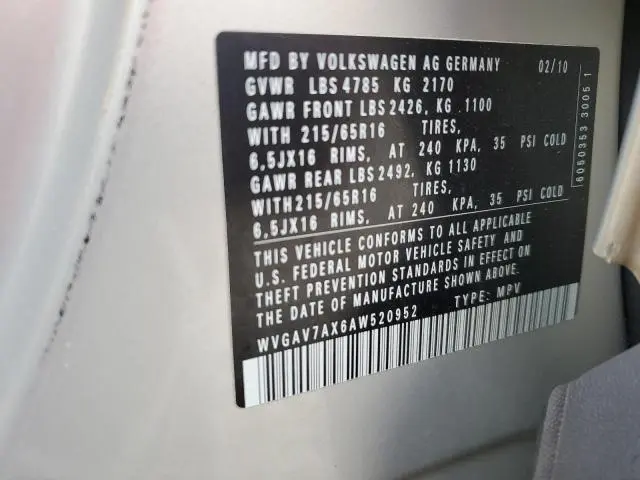 MFD BY VOLKSWAGEN AG GERMANY 02/10
GVWR LBS 4785 KG 2170
GAWR FRONT LBS 2426, KG 1100
WITH 215/65R16 TIRES,
6,5JX16 RIMS, AT 240 KPA, 35 PSI COLD
GAWR REAR LBS 2492, KG 1130
WITH 215/65R16 TIRES,
6,5JX16 RIMS, AT 240 KPA, 35 PSI COLD
THIS VEHICLE CONFORMS TO ALL APPLICABLE
U.S. FEDERAL MOTOR VEHICLE SAFETY AND
THEFT PREVENTION STANDARDS IN EFFECT ON
THE DATE OF MANUFACTURE SHOWN ABOVE.
WVGAV7AX6AW520952 TYPE: MPV
6050353 3005 1